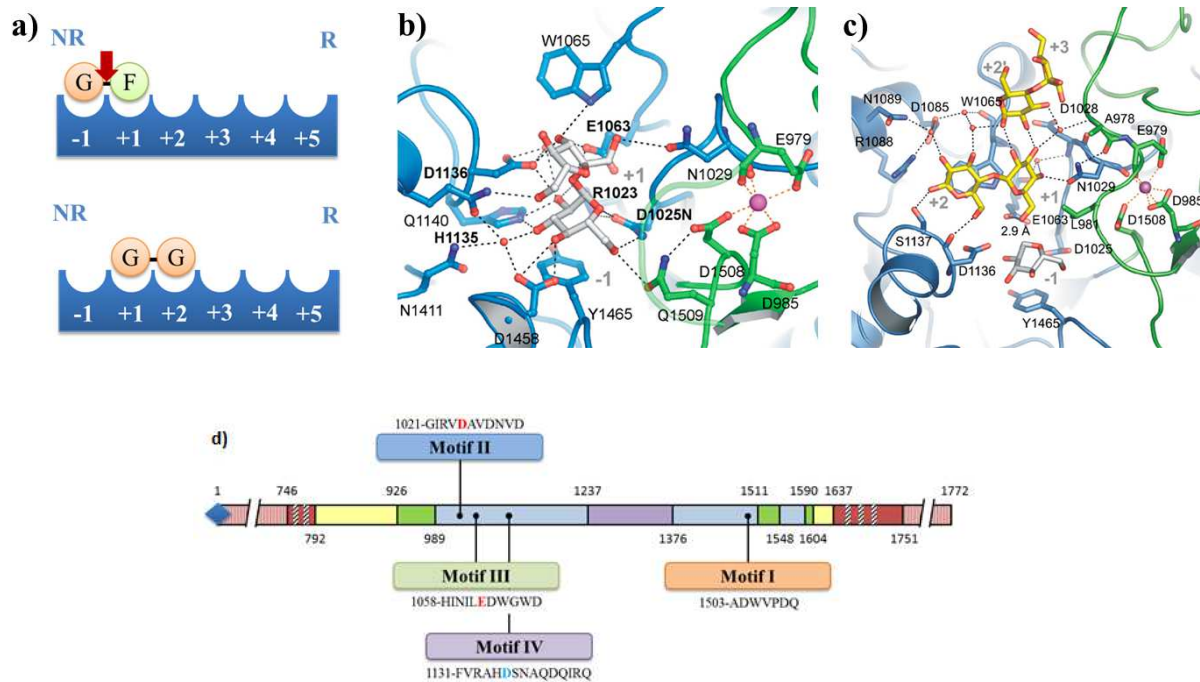 a)
NR R
G F
-1 +1 +2 +3 +4 +5
NR R
G G
-1 +1 +2 +3 +4 +5
b)
W1065
E1063
E979
D1136
+1
N1029
R1023
Q1140
D1025N
H1135
-1
D1508
N1411
D985
Y1465
Q1509
D1458
c)
+3
+2'
N1089
D1085
W1065
D1028
A978
R1088
E979
+1
N1029
+2
E1063
L981
D985
2.9 Å
D1508
S1137
D1025
D1136
-1
Y1465
d)
1021-GIRVDAVDNVD
Motif II
1 746 926 1237 1511 1590 1637 1772
792 989 1376 1548 1604 1751
Motif III
Motif I
1058-HINILEDWGWD
1503-ADWVPDQ
Motif IV
1131-FVRAHDSNAQDQIRQ